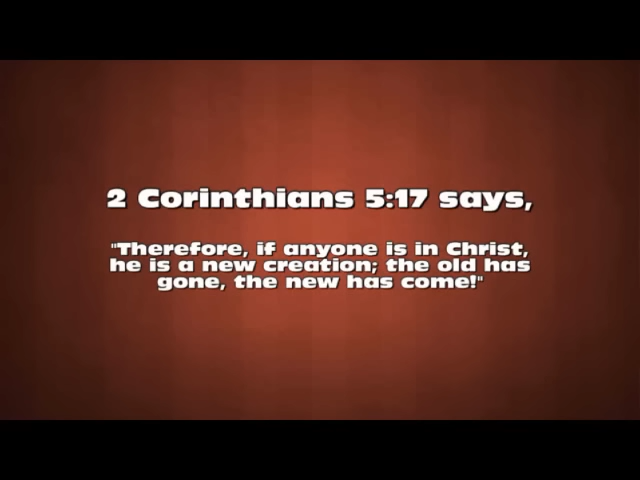 2 Corinthians 5:17 says,
"Therefore, if anyone is in Christ,
he is a new creation; the old has
gone, the new has come!"